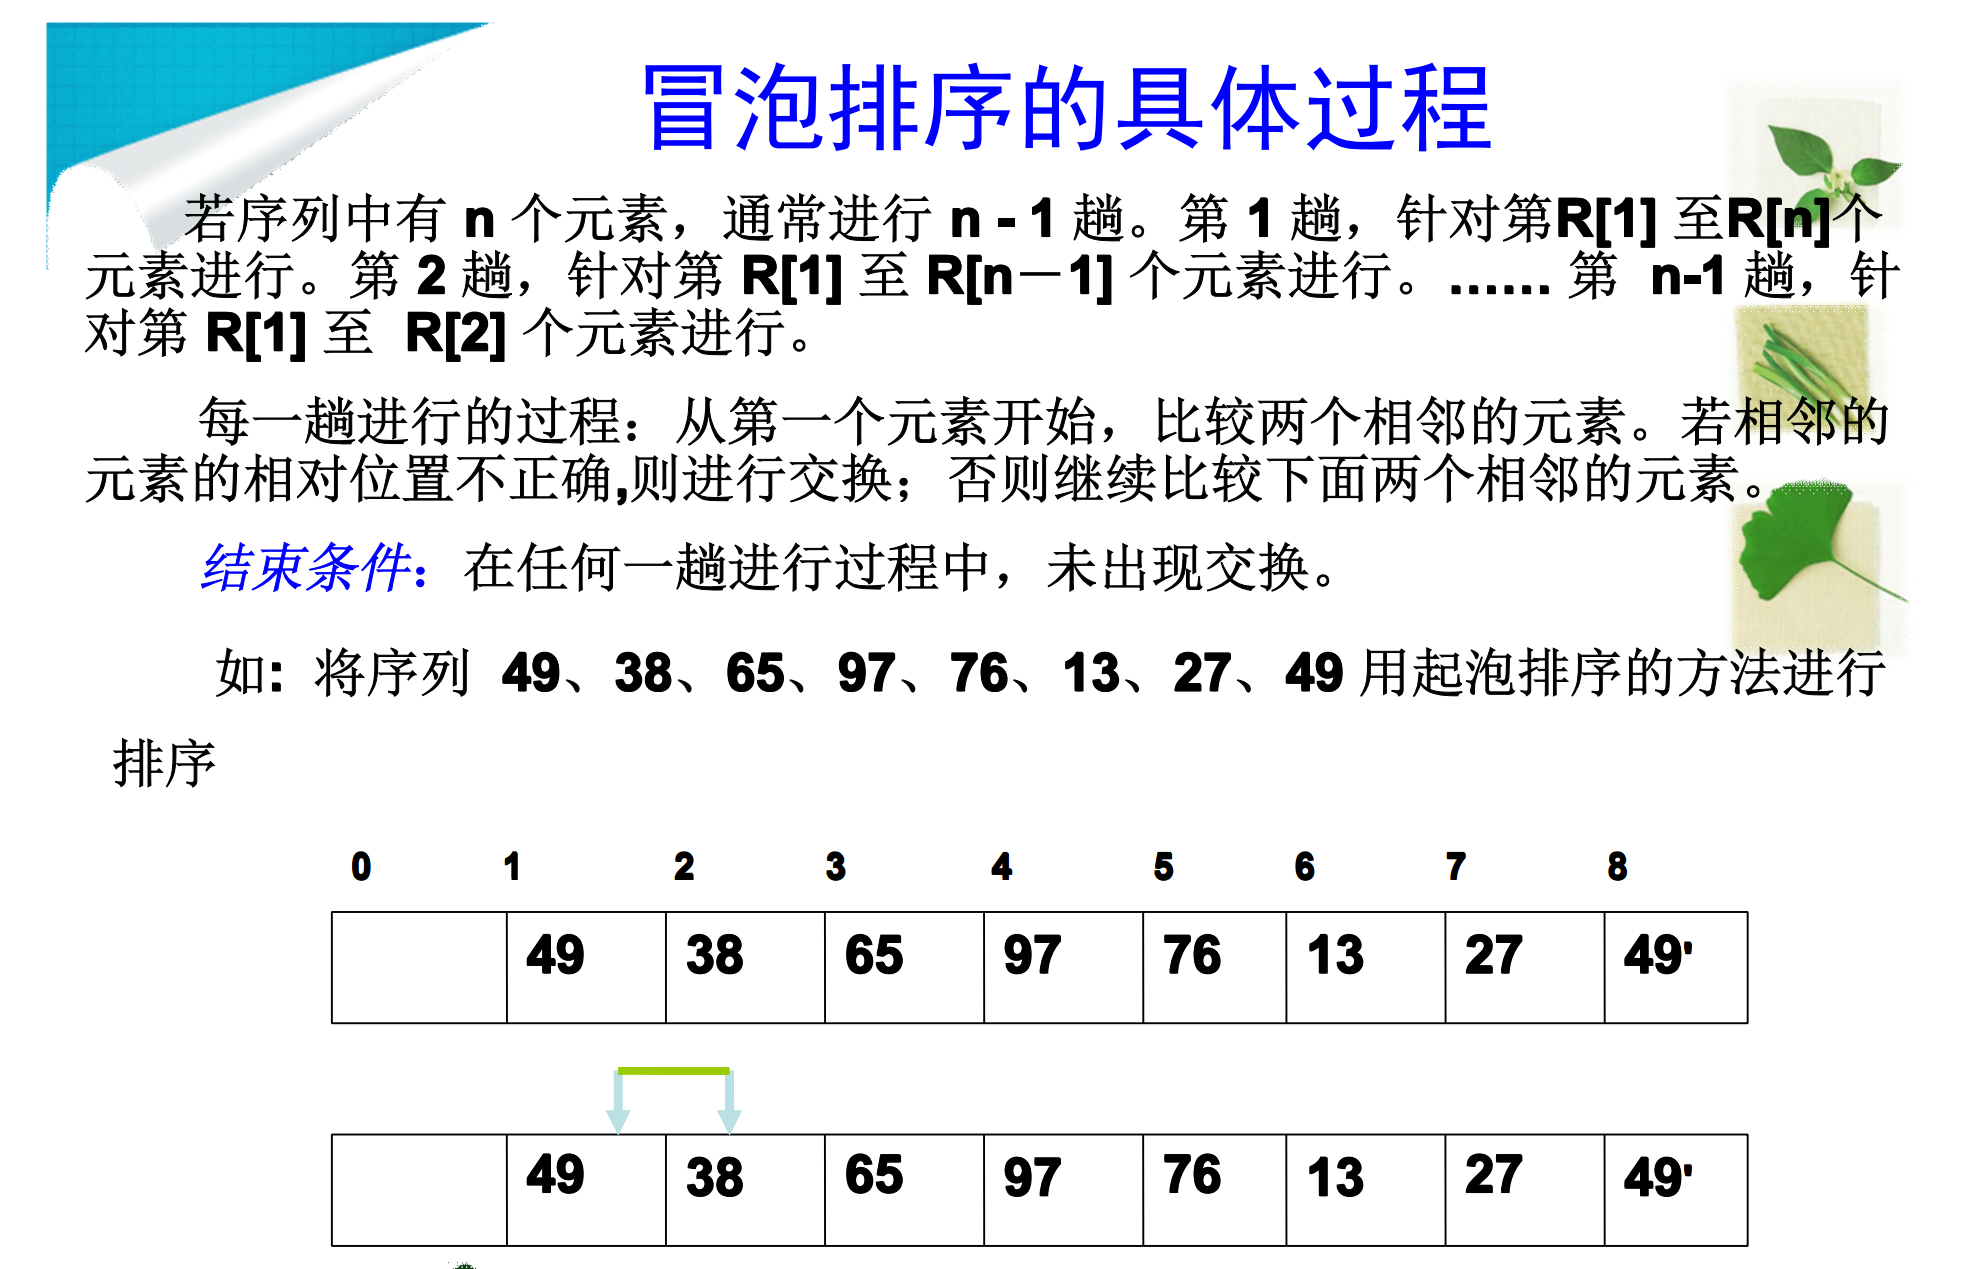 冒泡排序的具体过程
若序列中有 n 个元素，通常进行 n - 1 趟。第 1 趟，针对第R[1] 至R[n]个
元素进行。第 2 趟，针对第 R[1] 至 R[n－1] 个元素进行。...... 第 n-1 趟，针
对第 R[1] 至 R[2] 个元素进行。
每一趟进行的过程：从第一个元素开始，比较两个相邻的元素。若相邻的
元素的相对位置不正确,则进行交换；否则继续比较下面两个相邻的元素。
结束条件：在任何一趟进行过程中，未出现交换。
如: 将序列 49、38、65、97、76、13、27、49 用起泡排序的方法进行
排序
0 1 2 3 4 5 6 7 8
49 38 65 97 76 13 27 49'
49 38 65 97 76 13 27 49'